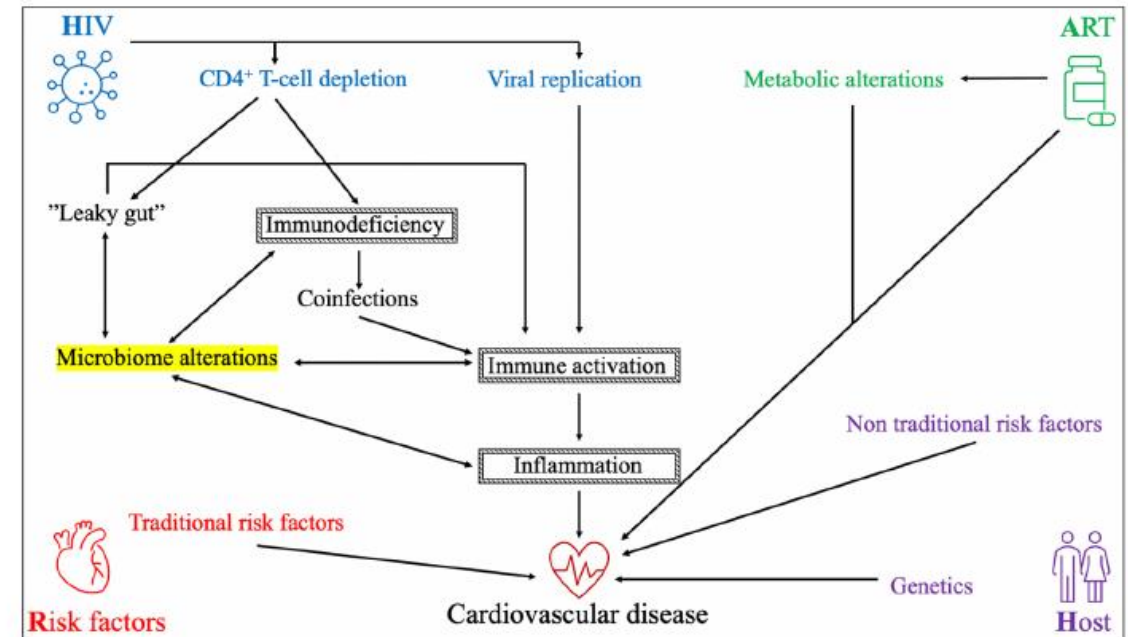 HIV
ART
CD4⁺ T-cell depletion
Viral replication
Metabolic alterations
”Leaky gut”
Immunodeficiency
Coinfections
Microbiome alterations
Immune activation
Non traditional risk factors
Inflammation
Traditional risk factors
Genetics
Cardiovascular disease
Risk factors
Host